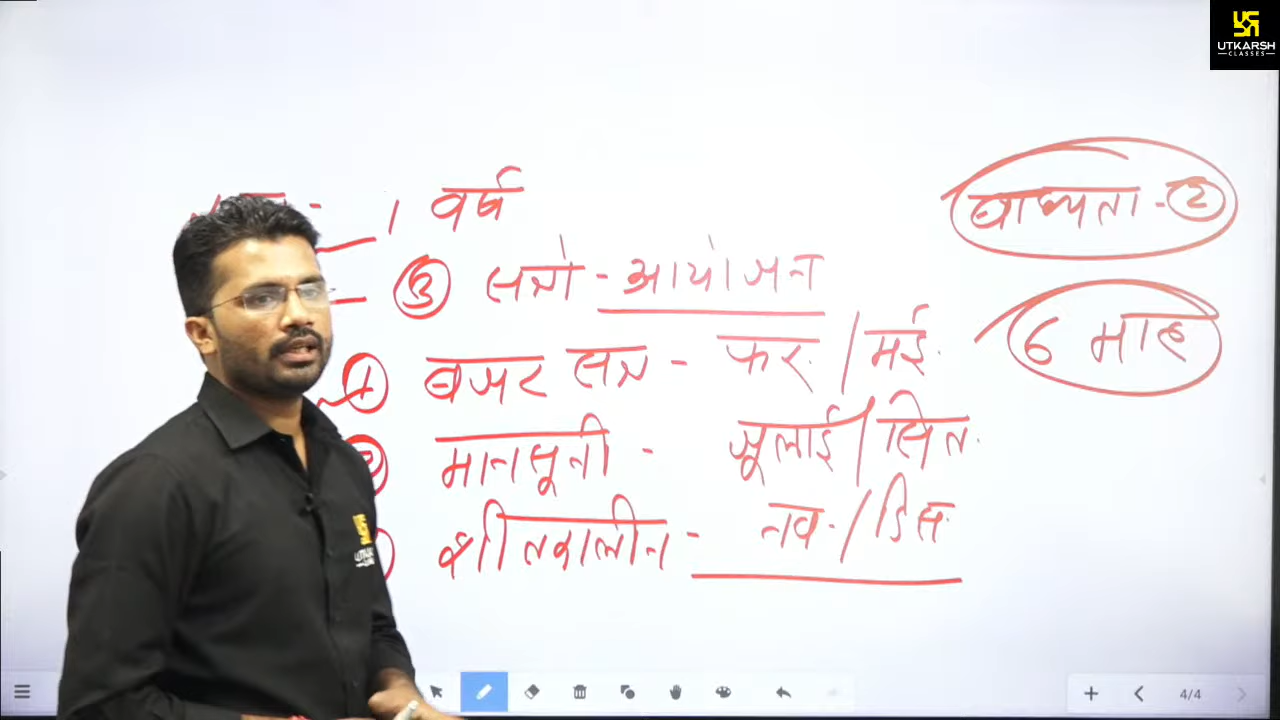 UTKARSH
CLASSES
1 वर्ष
बाध्यता - 2
3 सत्रो - आयोजन
1 बजट सत्र - फर. / मई.
6 माह
मानसूनी - जूलाई / सित.
शीतकालीन - नव. / दिस.
4/4